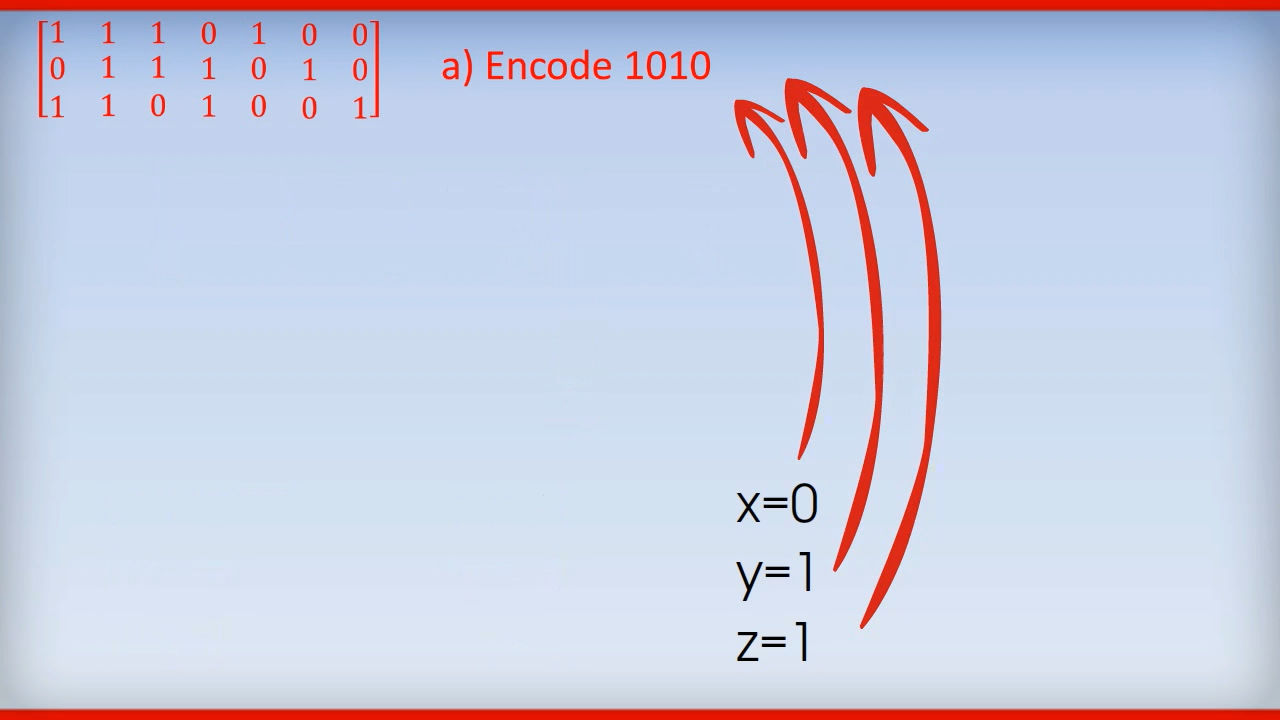 1 1 1 0 1 0 0
0 1 1 1 0 1 0
1 1 0 1 0 0 1
a) Encode 1010
x=0
y=1
z=1